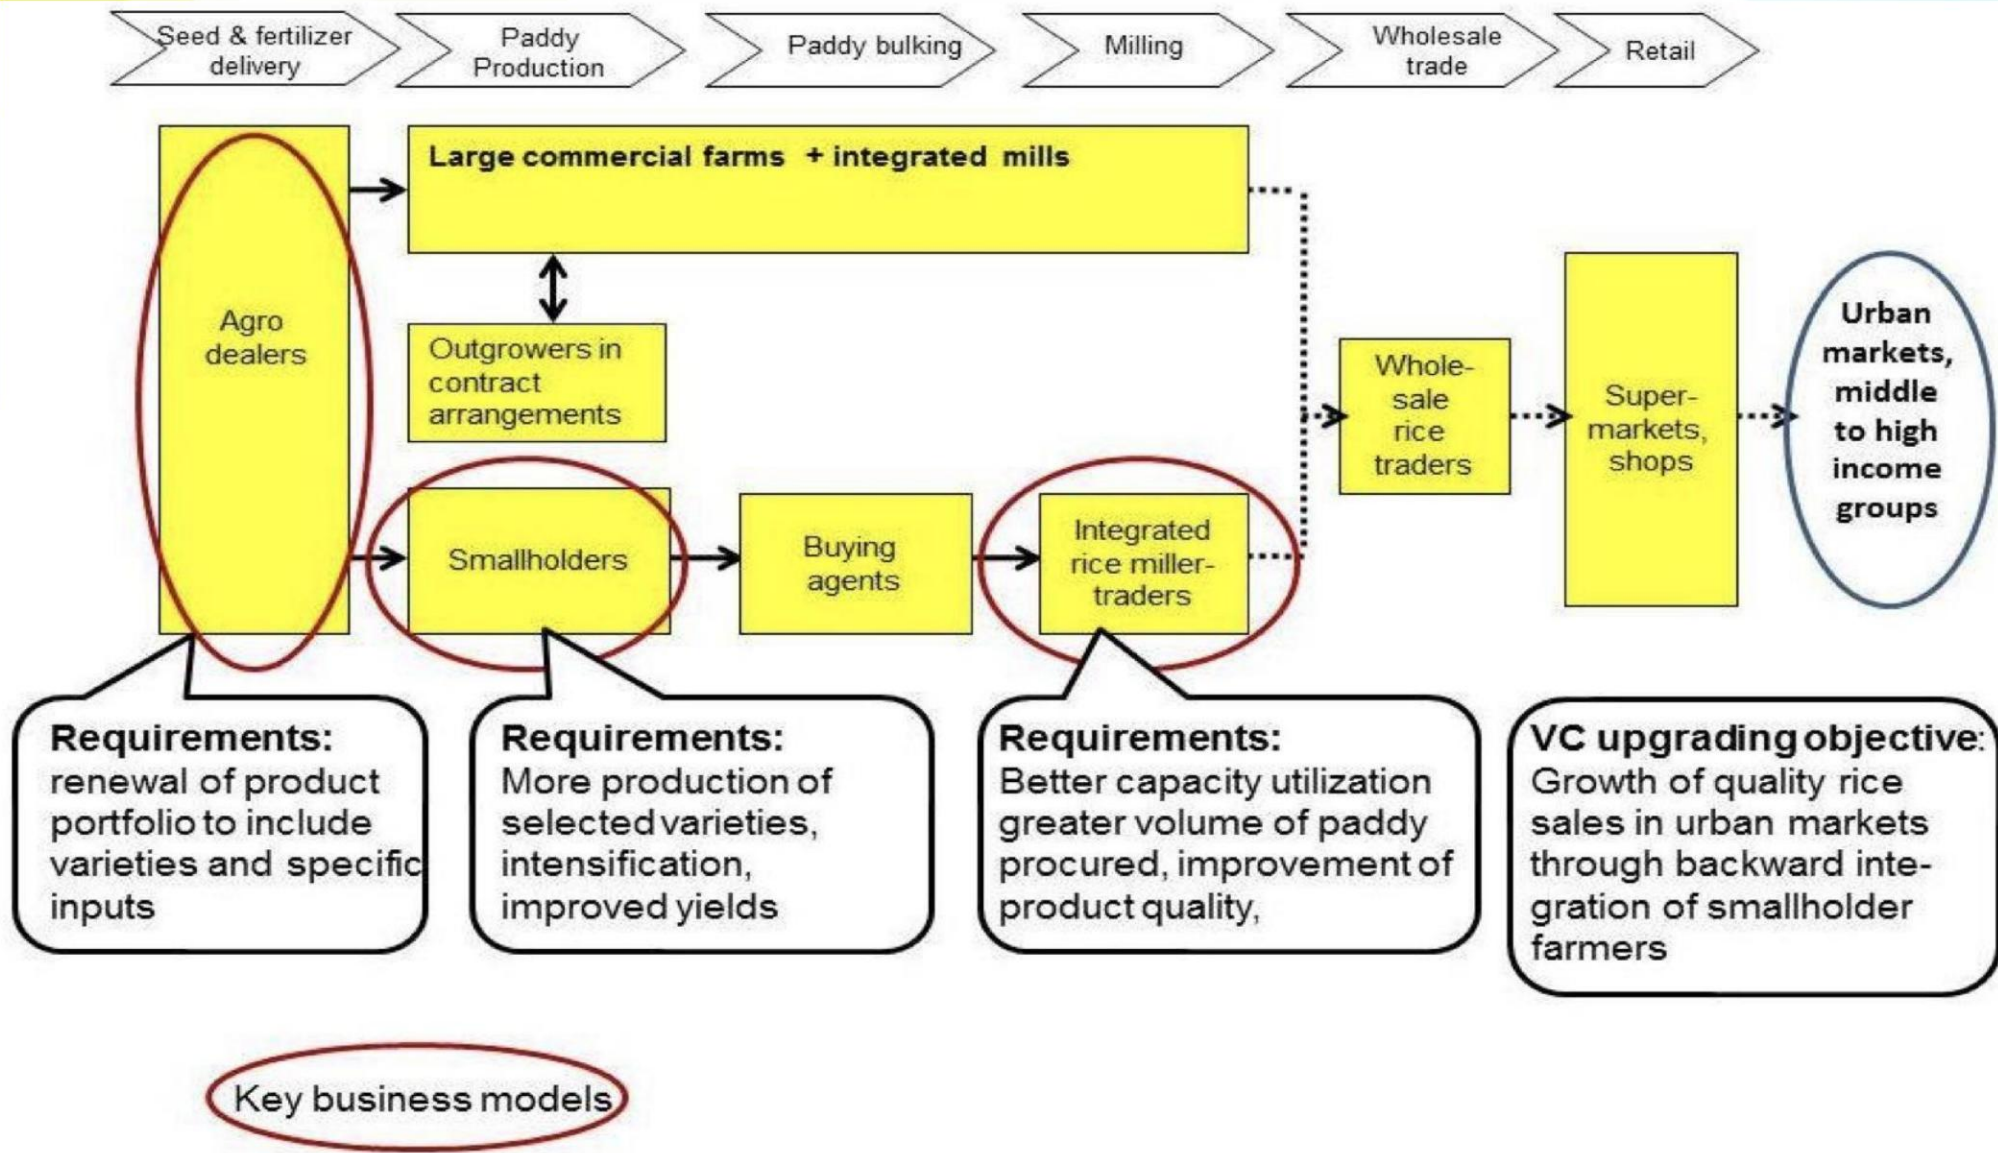 Seed & fertilizer
delivery
Paddy
Production
Paddy bulking
Milling
Wholesale
trade
Retail
Large commercial farms + integrated mills
Agro
dealers
Outgrowers in
contract
arrangements
Smallholders
Buying
agents
Integrated
rice miller-
traders
Whole-
sale
rice
traders
Super-
markets,
shops
Urban
markets,
middle
to high
income
groups
Requirements:
renewal of product
portfolio to include
varieties and specific
inputs
Requirements:
More production of
selected varieties,
intensification,
improved yields
Requirements:
Better capacity utilization
greater volume of paddy
procured, improvement of
product quality,
VC upgrading objective:
Growth of quality rice
sales in urban markets
through backward inte-
gration of smallholder
farmers
Key business models